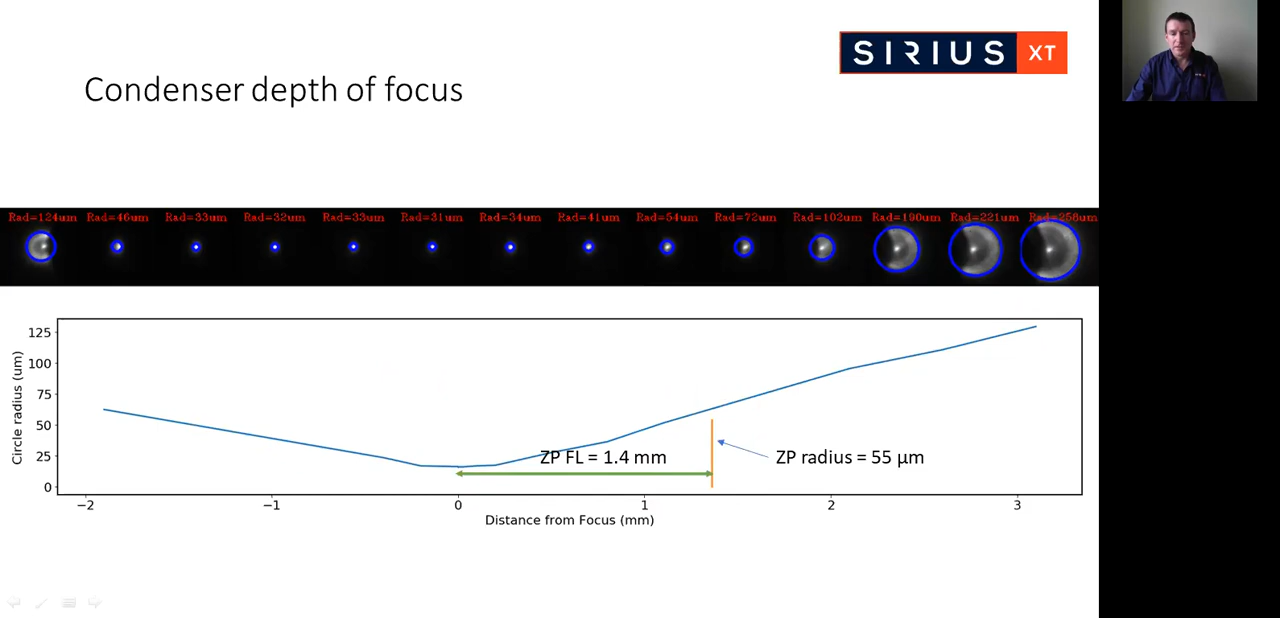 SIRIUS XT
Condenser depth of focus
Rad=124um Rad=46um Rad=33um Rad=32um Rad=33um Rad=31um Rad=34um Rad=41um Rad=54um Rad=72um Rad=102um Rad=190um Rad=221um Rad=258um
125
100
75
50
25
0
Circle radius (um)
ZP FL = 1.4 mm
ZP radius = 55 µm
−2 −1 0 1 2 3
Distance from Focus (mm)